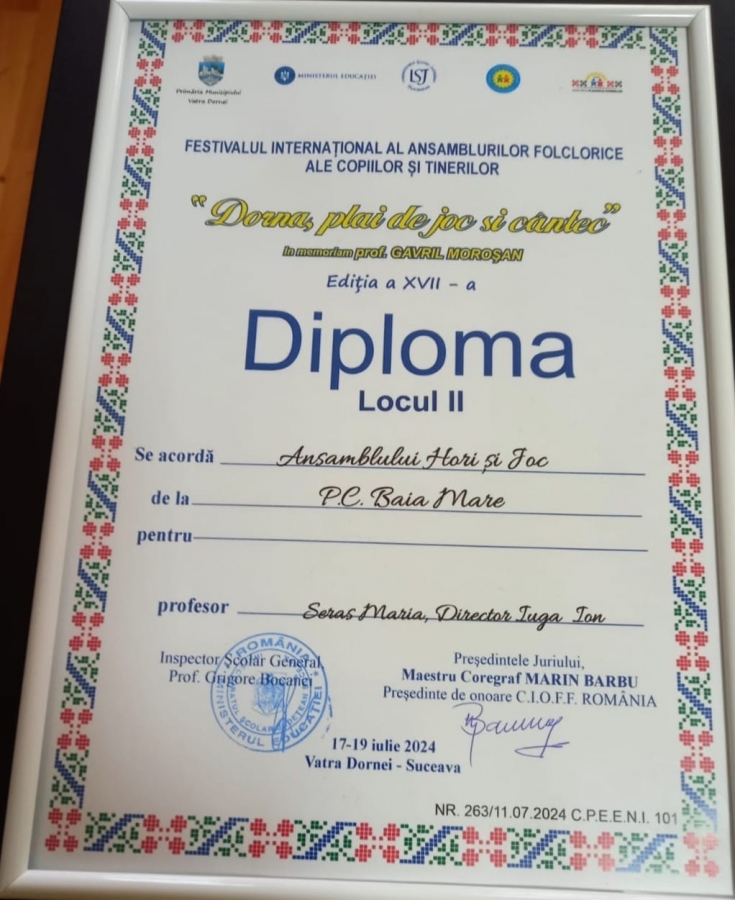 Primăria Municipiului
Vatra Dornei
MINISTERUL EDUCAȚIEI
ISJ
FESTIVALUL INTERNAȚIONAL AL ANSAMBLURILOR FOLCLORICE
ALE COPIILOR ȘI TINERILOR
"Dorna, plai de joc si cântec"
In memoriam prof. GAVRIL MOROȘAN
Ediția a XVII - a
Diploma
Locul II
Se acordă Ansamblului Hori și Joc
de la P.C. Baia Mare
pentru
profesor Seras Maria, Director Iuga Ion
Inspector Școlar General,
Prof. Grigore Bocanci
ROMÂNIA
MINISTERUL EDUCAȚIEI
Președintele Juriului,
Maestru Coregraf MARIN BARBU
Președinte de onoare C.I.O.F.F. ROMÂNIA
17-19 iulie 2024
Vatra Dornei - Suceava
NR. 263/11.07.2024 C.P.E.E.N.I. 101